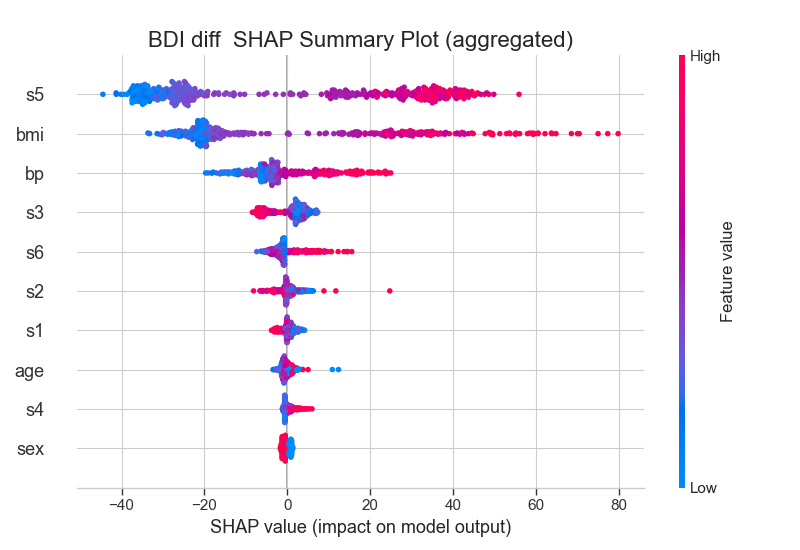 BDI diff  SHAP Summary Plot (aggregated)
High
s5
bmi
bp
s3
s6
s2
s1
age
s4
sex
Feature value
Low
−40
−20
0
20
40
60
80
SHAP value (impact on model output)